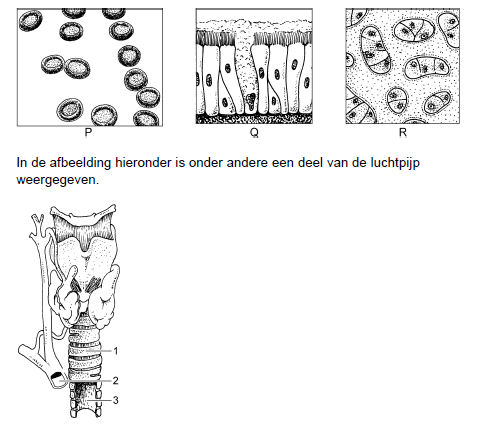 P
Q
R
In de afbeelding hieronder is onder andere een deel van de luchtpijp
weergegeven.
1
2
3